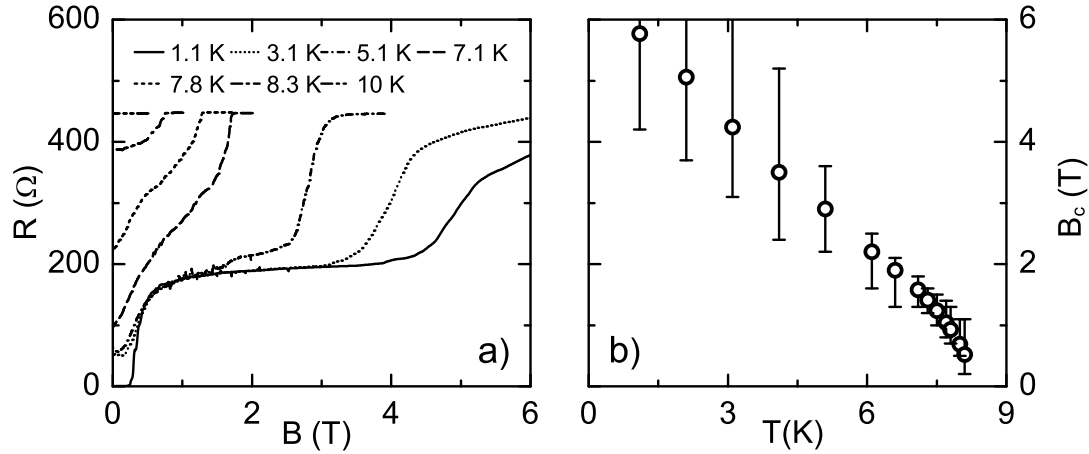 600
400
200
0
R (Ω)
1.1 K 3.1 K 5.1 K 7.1 K
7.8 K 8.3 K 10 K
a)
0 2 4 6
B (T)
b)
0 3 6 9
T(K)
6
4
2
0
B_c (T)